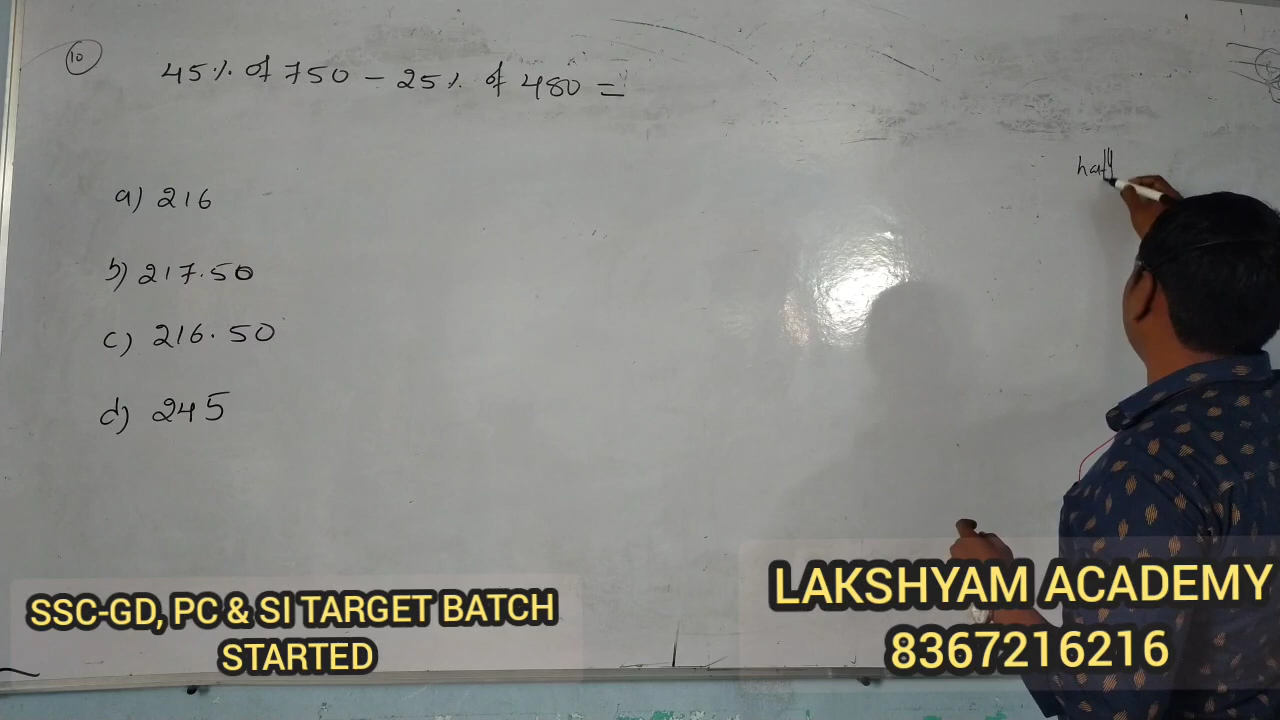 10
45% of 750 - 25% of 480 =
a) 216
b) 217.50
c) 216.50
d) 245
SSC-GD, PC & SI TARGET BATCH
STARTED
LAKSHYAM ACADEMY
8367216216